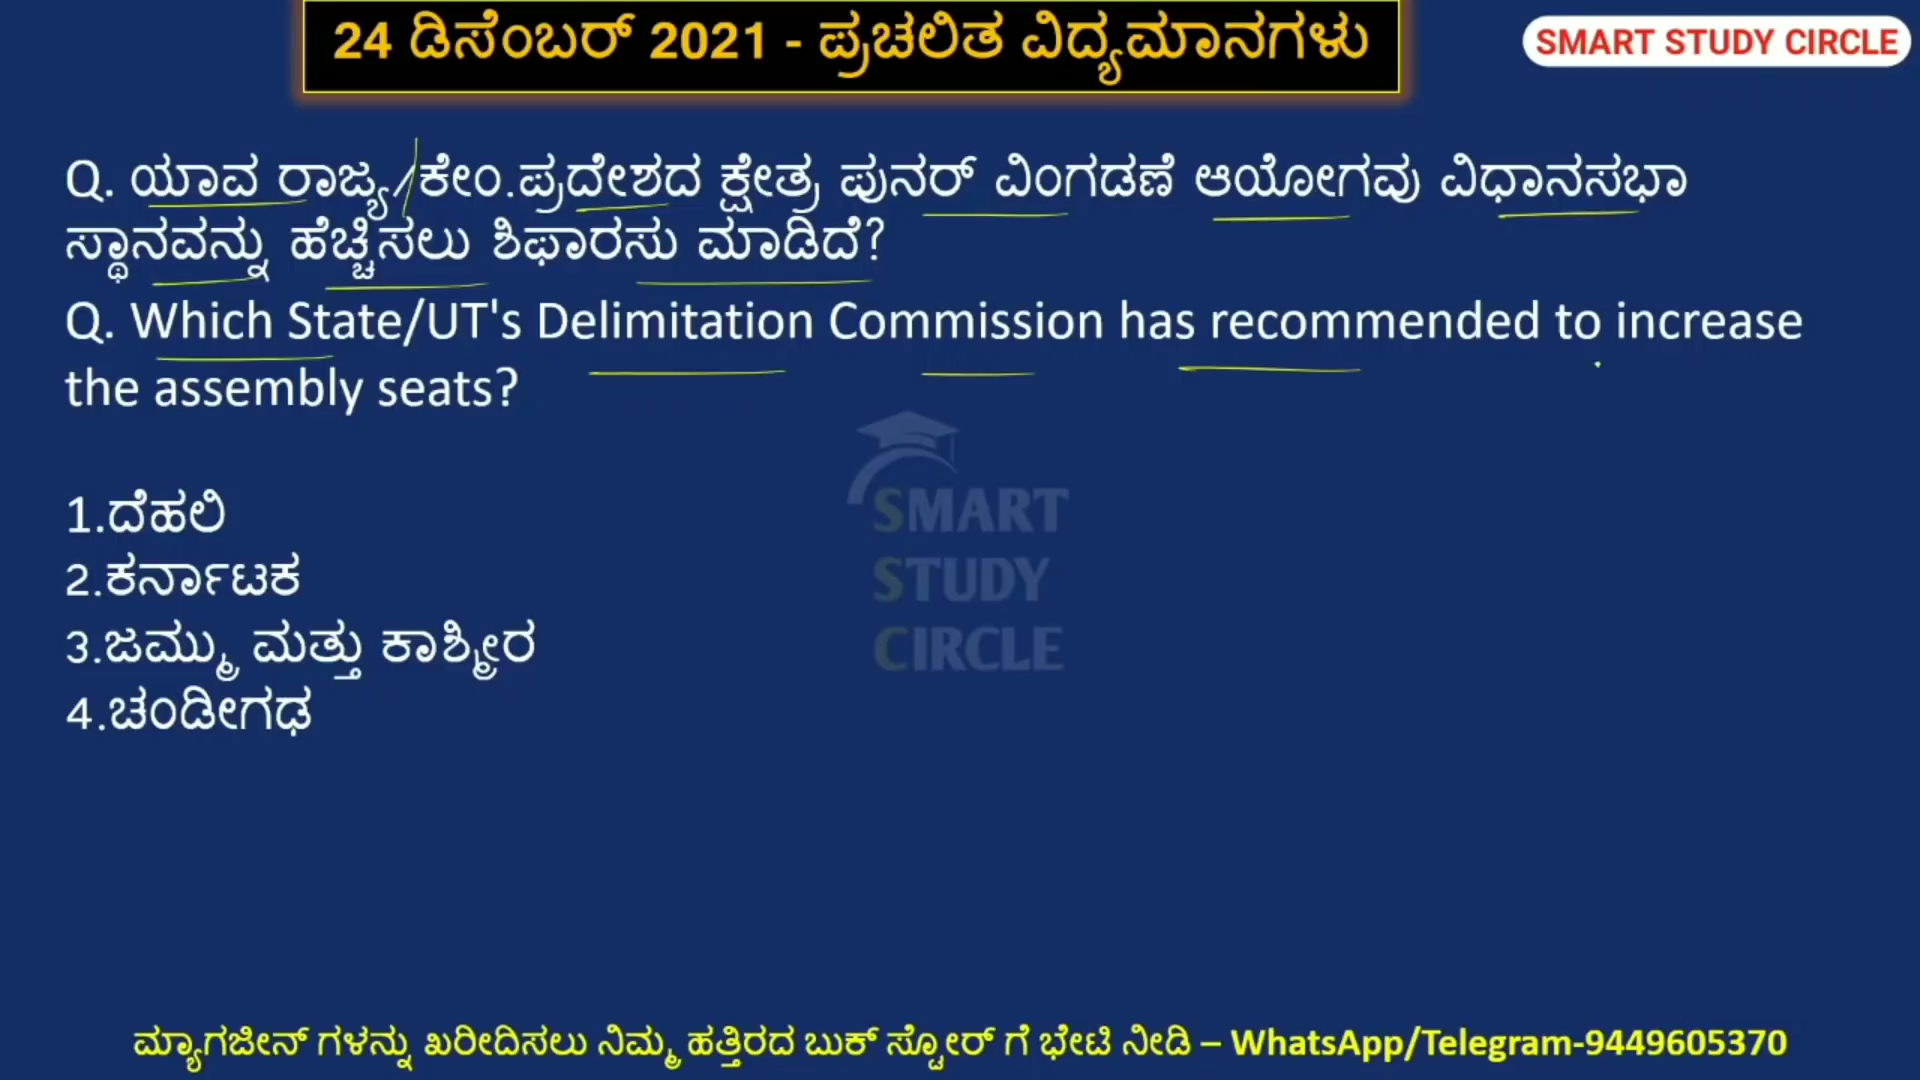 24 ಡಿಸೆಂಬರ್ 2021 - ಪ್ರಚಲಿತ ವಿದ್ಯಮಾನಗಳು
SMART STUDY CIRCLE
Q. ಯಾವ ರಾಜ್ಯ/ಕೇಂ.ಪ್ರದೇಶದ ಕ್ಷೇತ್ರ ಪುನರ್ ವಿಂಗಡಣೆ ಆಯೋಗವು ವಿಧಾನಸಭಾ
ಸ್ಥಾನವನ್ನು ಹೆಚ್ಚಿಸಲು ಶಿಫಾರಸು ಮಾಡಿದೆ?
Q. Which State/UT's Delimitation Commission has recommended to increase
the assembly seats?
1.ದೆಹಲಿ
2.ಕರ್ನಾಟಕ
3.ಜಮ್ಮು ಮತ್ತು ಕಾಶ್ಮೀರ
4.ಚಂಡೀಗಢ
SMART
STUDY
CIRCLE
ಮ್ಯಾಗಜೀನ್ ಗಳನ್ನು ಖರೀದಿಸಲು ನಿಮ್ಮ ಹತ್ತಿರದ ಬುಕ್ ಸ್ಟೋರ್ ಗೆ ಭೇಟಿ ನೀಡಿ – WhatsApp/Telegram-9449605370